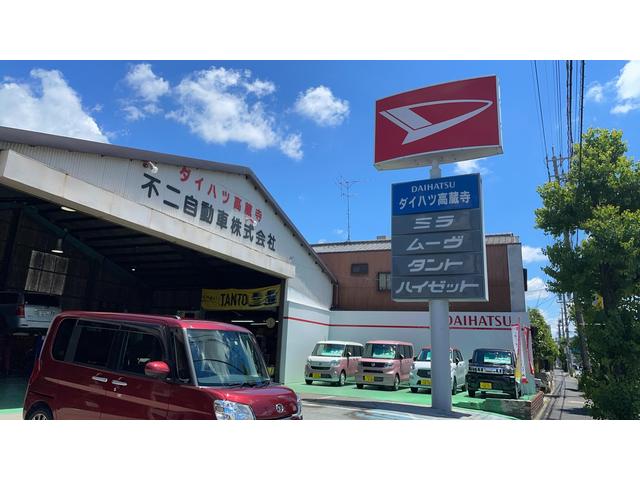 ダイハツ高蔵寺
不二自動車株式会社
TANTO
DAIHATSU
ダイハツ高蔵寺
ミラ
ムーヴ
タント
ハイゼット
DAIHATSU